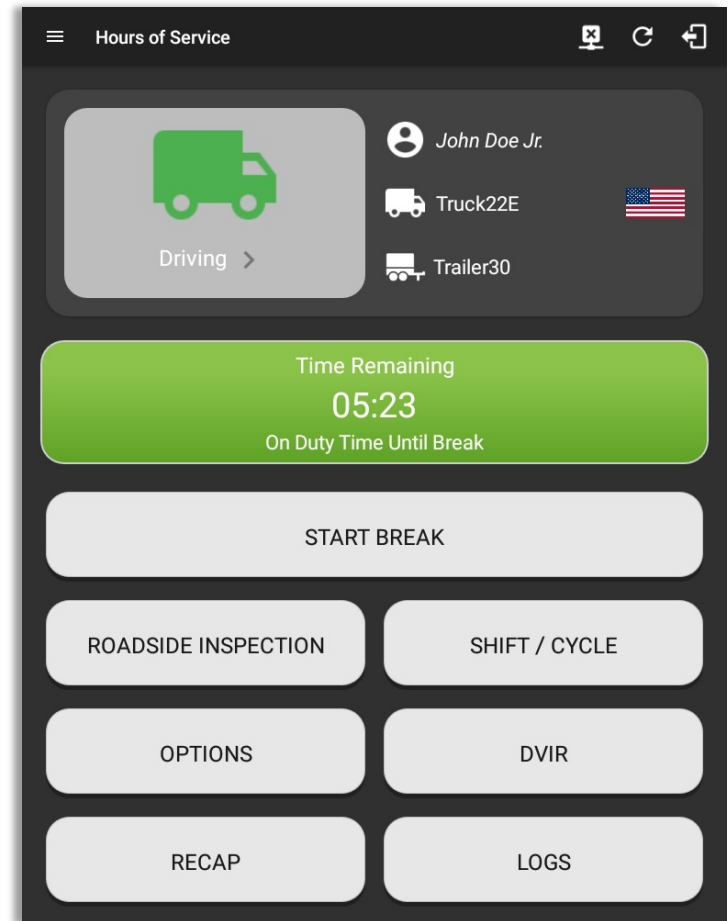 Hours of Service
John Doe Jr.
Truck22E
Driving
Trailer30
Time Remaining
05:23
On Duty Time Until Break
START BREAK
ROADSIDE INSPECTION
SHIFT / CYCLE
OPTIONS
DVIR
RECAP
LOGS